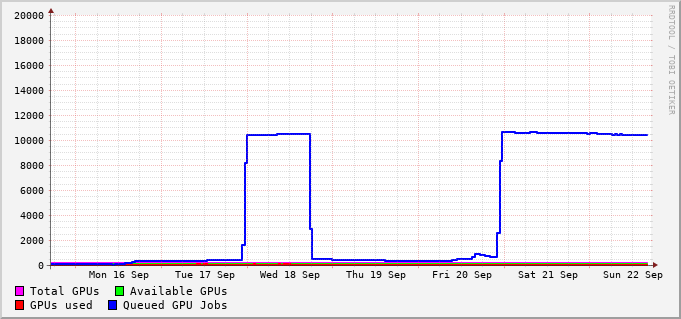 RRDTOOL / TOBI OETIKER
20000
18000
16000
14000
12000
10000
8000
6000
4000
2000
0
Mon 16 Sep Tue 17 Sep Wed 18 Sep Thu 19 Sep Fri 20 Sep Sat 21 Sep Sun 22 Sep
Total GPUs Available GPUs
GPUs used Queued GPU Jobs